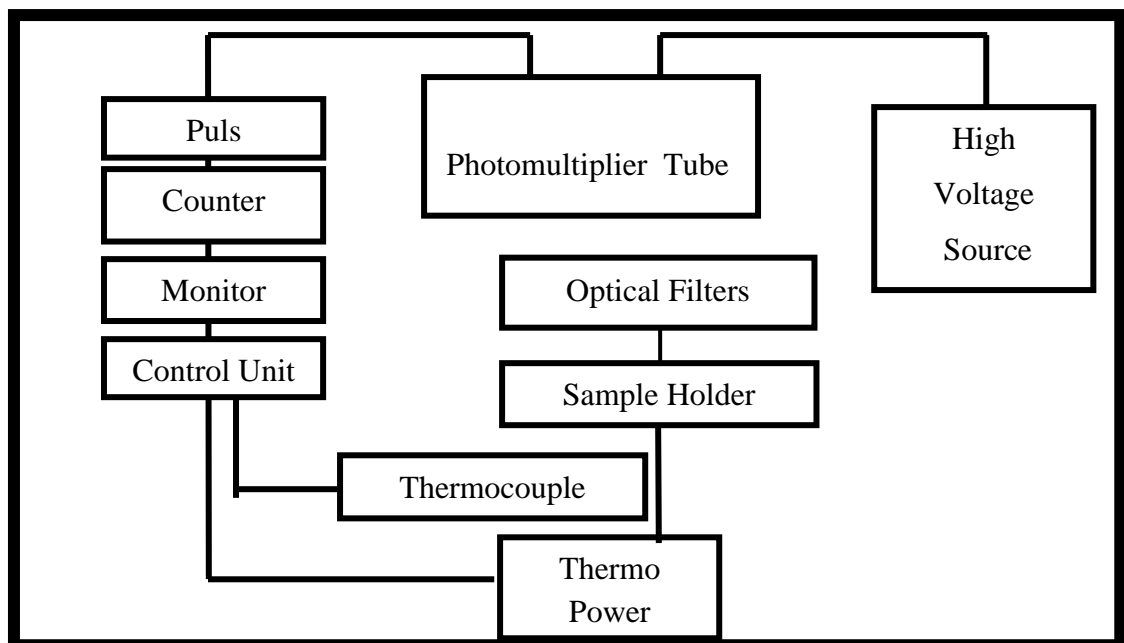 Puls
Counter
Monitor
Control Unit
Photomultiplier Tube
High
Voltage
Source
Optical Filters
Sample Holder
Thermocouple
Thermo
Power